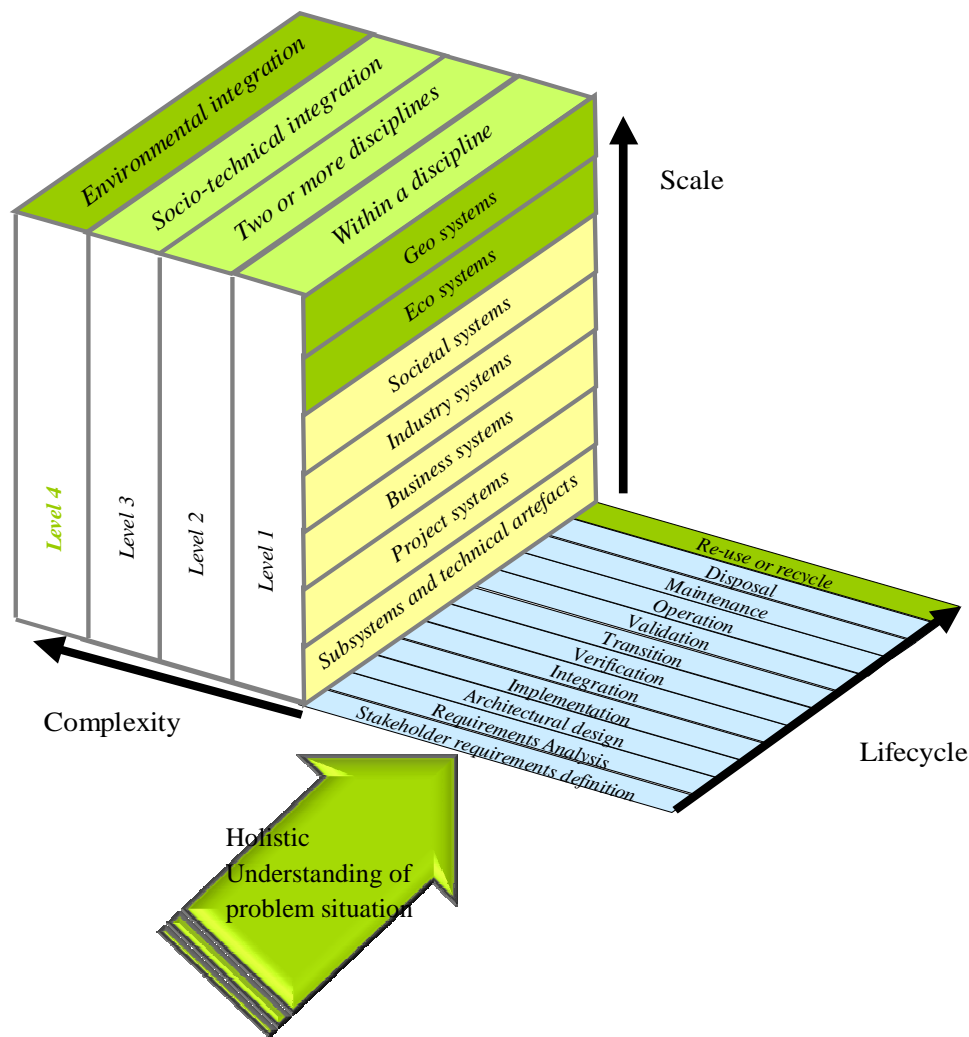 Environmental integration
Socio-technical integration
Two or more disciplines
Within a discipline
Scale
Geo systems
Eco systems
Societal systems
Industry systems
Business systems
Project systems
Subsystems and technical artefacts
Level 4
Level 3
Level 2
Level 1
Re-use or recycle
Disposal
Maintenance
Operation
Validation
Transition
Verification
Integration
Implementation
Architectural design
Requirements Analysis
Stakeholder requirements definition
Complexity
Lifecycle
Holistic
Understanding of
problem situation